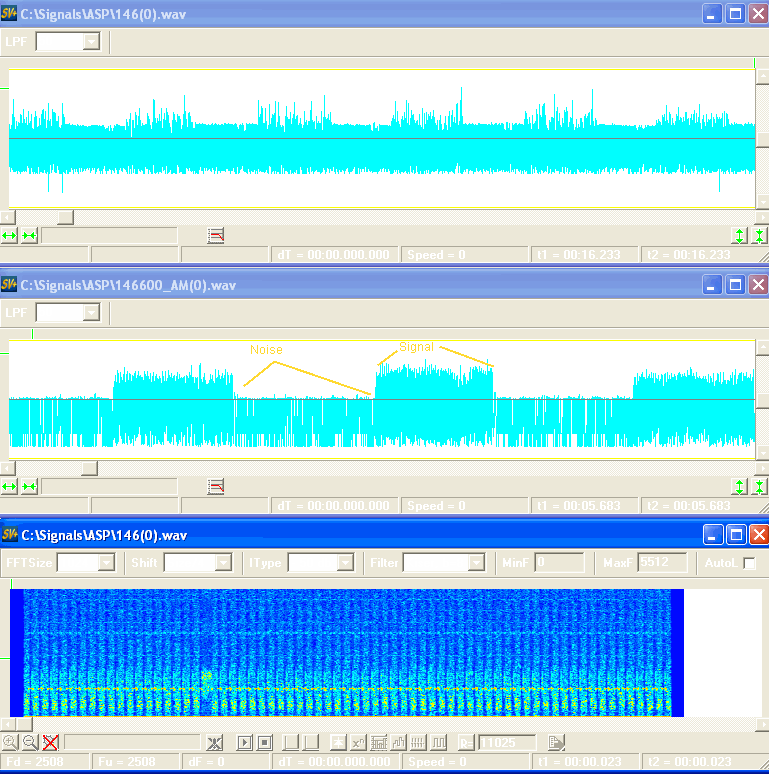 SV+ C:\Signals\ASP\146(0).wav
LPF
dT = 00:00.000.000 Speed = 0 t1 = 00:16.233 t2 = 00:16.233
SV+ C:\Signals\ASP\146600_AM(0).wav
LPF
Noise
Signal
dT = 00:00.000.000 Speed = 0 t1 = 00:05.683 t2 = 00:05.683
SV+ C:\Signals\ASP\146(0).wav
FFTSize Shift IType Filter MinF 0 MaxF 5512 AutoL
11025
Fd = 2508 Fu = 2508 dF = 0 dT = 00:00.000.000 Speed = 0 t1 = 00:00.023 t2 = 00:00.023